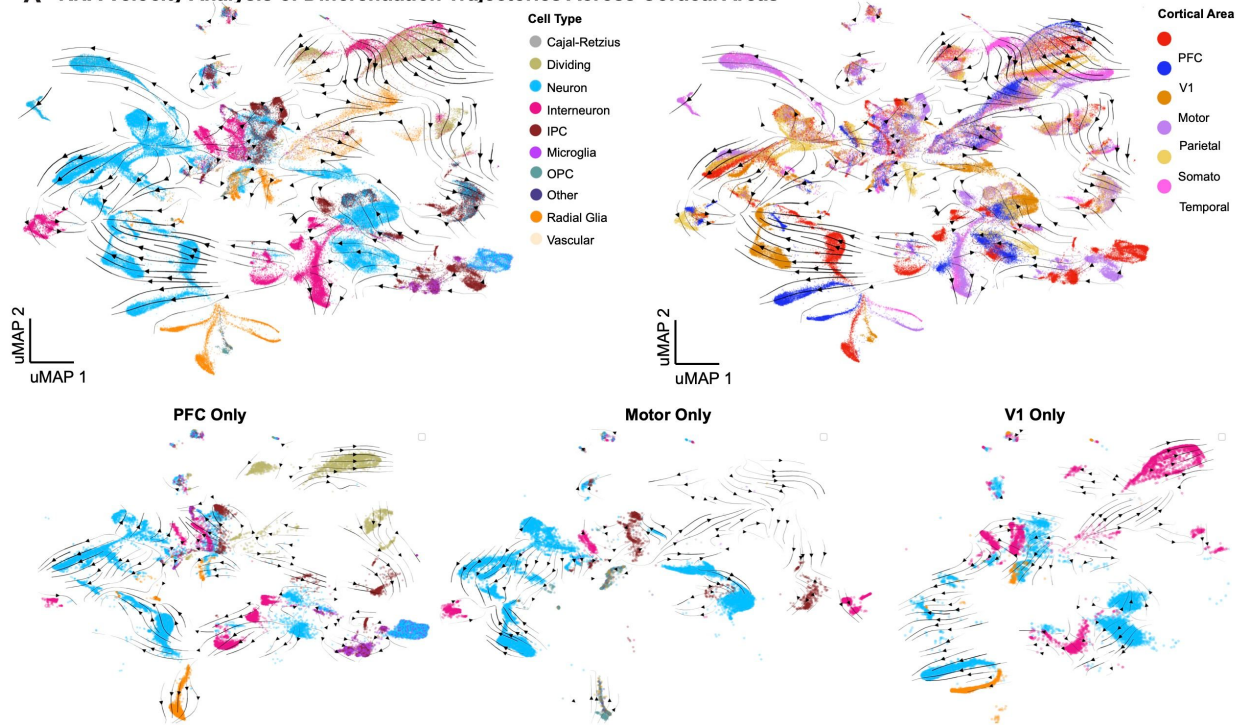 Cell Type
Cajal-Retzius
Dividing
Neuron
Interneuron
IPC
Microglia
OPC
Other
Radial Glia
Vascular
uMAP 2
uMAP 1
Cortical Area
PFC
V1
Motor
Parietal
Somato
Temporal
uMAP 2
uMAP 1
PFC Only
Motor Only
V1 Only